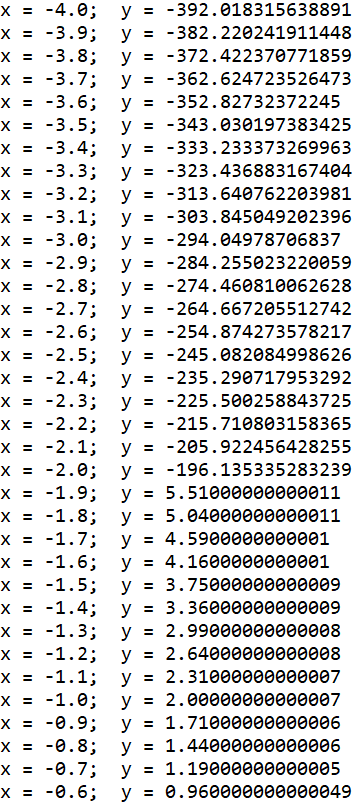 x = -4.0;  y = -392.018315638891
x = -3.9;  y = -382.220241911448
x = -3.8;  y = -372.422370771859
x = -3.7;  y = -362.624723526473
x = -3.6;  y = -352.82732372245
x = -3.5;  y = -343.030197383425
x = -3.4;  y = -333.233373269963
x = -3.3;  y = -323.436883167404
x = -3.2;  y = -313.640762203981
x = -3.1;  y = -303.845049202396
x = -3.0;  y = -294.04978706837
x = -2.9;  y = -284.255023220059
x = -2.8;  y = -274.460810062628
x = -2.7;  y = -264.667205512742
x = -2.6;  y = -254.874273578217
x = -2.5;  y = -245.082084998626
x = -2.4;  y = -235.290717953292
x = -2.3;  y = -225.500258843725
x = -2.2;  y = -215.710803158365
x = -2.1;  y = -205.922456428255
x = -2.0;  y = -196.135335283239
x = -1.9;  y = 5.51000000000011
x = -1.8;  y = 5.04000000000011
x = -1.7;  y = 4.5900000000001
x = -1.6;  y = 4.1600000000001
x = -1.5;  y = 3.75000000000009
x = -1.4;  y = 3.36000000000009
x = -1.3;  y = 2.99000000000008
x = -1.2;  y = 2.64000000000008
x = -1.1;  y = 2.31000000000007
x = -1.0;  y = 2.00000000000007
x = -0.9;  y = 1.71000000000006
x = -0.8;  y = 1.44000000000006
x = -0.7;  y = 1.19000000000005
x = -0.6;  y = 0.960000000000049